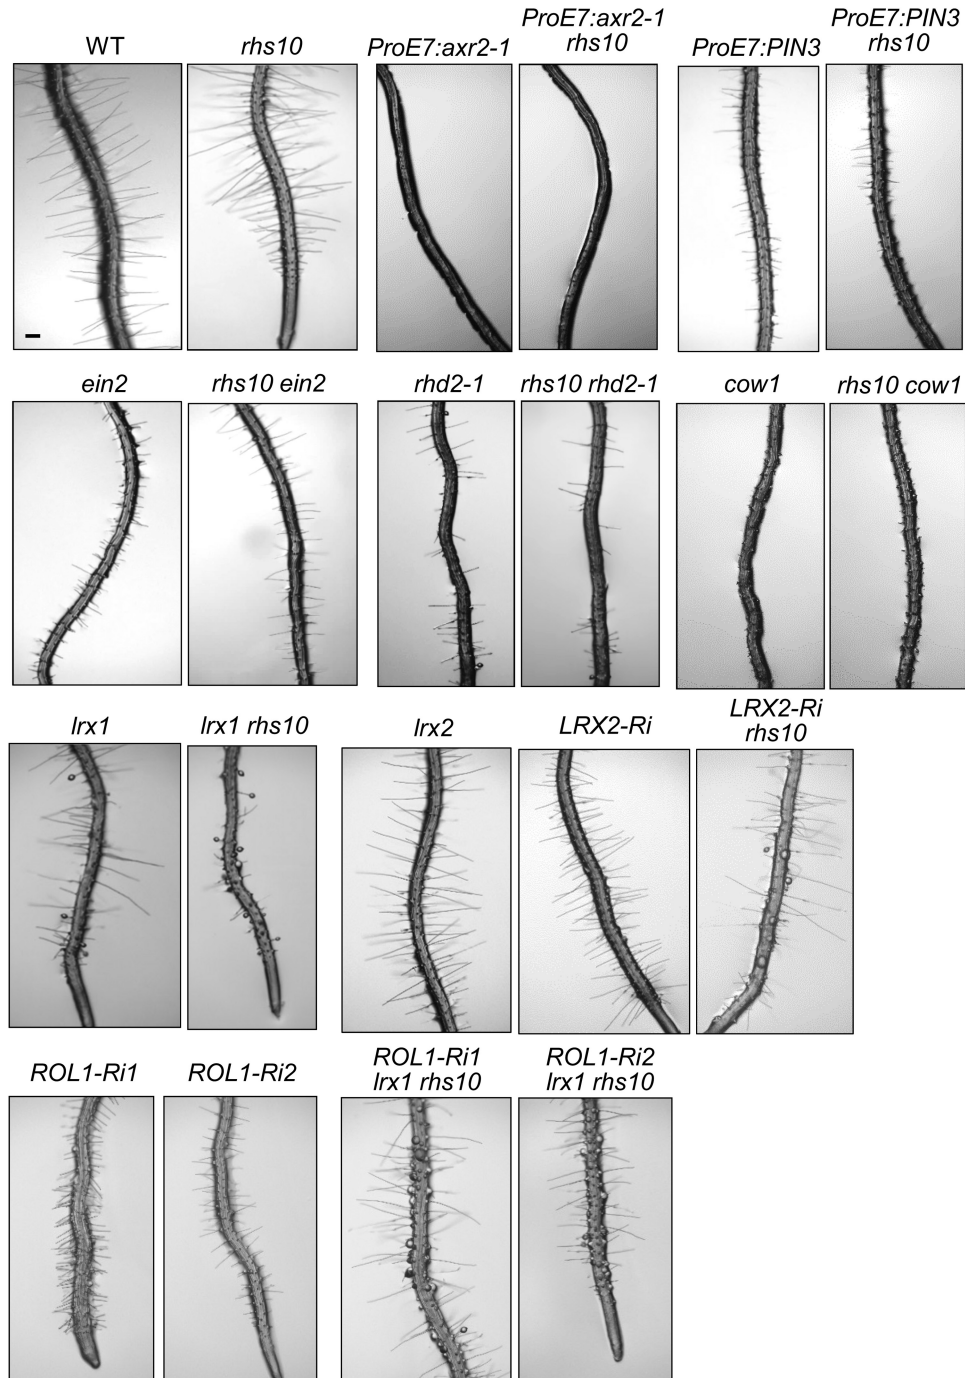 WT
rhs10
ProE7:axr2-1
ProE7:axr2-1
rhs10
ProE7:PIN3
ProE7:PIN3
rhs10
ein2
rhs10 ein2
rhd2-1
rhs10 rhd2-1
cow1
rhs10 cow1
lrx1
lrx1 rhs10
lrx2
LRX2-Ri
LRX2-Ri
rhs10
ROL1-Ri1
ROL1-Ri2
ROL1-Ri1
lrx1 rhs10
ROL1-Ri2
lrx1 rhs10